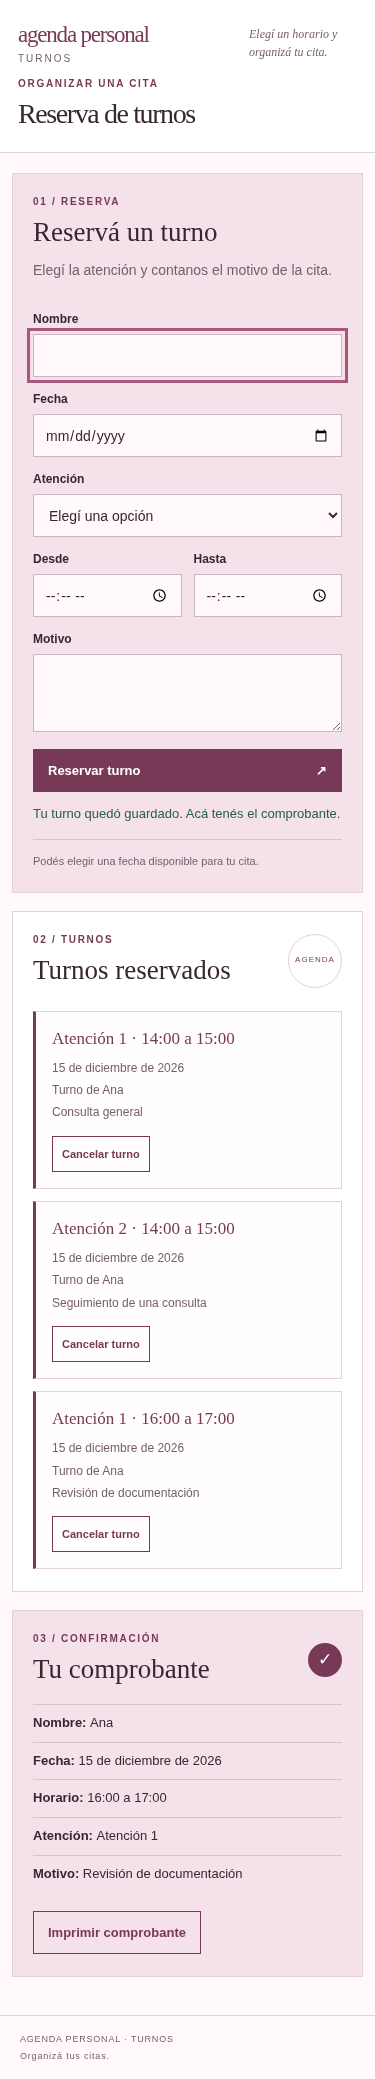 agenda personal
TURNOS
Elegí un horario y
organizá tu cita.
ORGANIZAR UNA CITA
Reserva de turnos
01 / RESERVA
Reservá un turno
Elegí la atención y contanos el motivo de la cita.
Nombre
Fecha
mm/dd/yyyy
Atención
Elegí una opción
Desde
Hasta
--:-- --
--:-- --
Motivo
Reservar turno ↗
Tu turno quedó guardado. Acá tenés el comprobante.
Podés elegir una fecha disponible para tu cita.
02 / TURNOS
Turnos reservados
AGENDA
Atención 1 · 14:00 a 15:00
15 de diciembre de 2026
Turno de Ana
Consulta general
Cancelar turno
Atención 2 · 14:00 a 15:00
15 de diciembre de 2026
Turno de Ana
Seguimiento de una consulta
Cancelar turno
Atención 1 · 16:00 a 17:00
15 de diciembre de 2026
Turno de Ana
Revisión de documentación
Cancelar turno
03 / CONFIRMACIÓN
Tu comprobante
✓
Nombre: Ana
Fecha: 15 de diciembre de 2026
Horario: 16:00 a 17:00
Atención: Atención 1
Motivo: Revisión de documentación
Imprimir comprobante
AGENDA PERSONAL · TURNOS
Organizá tus citas.